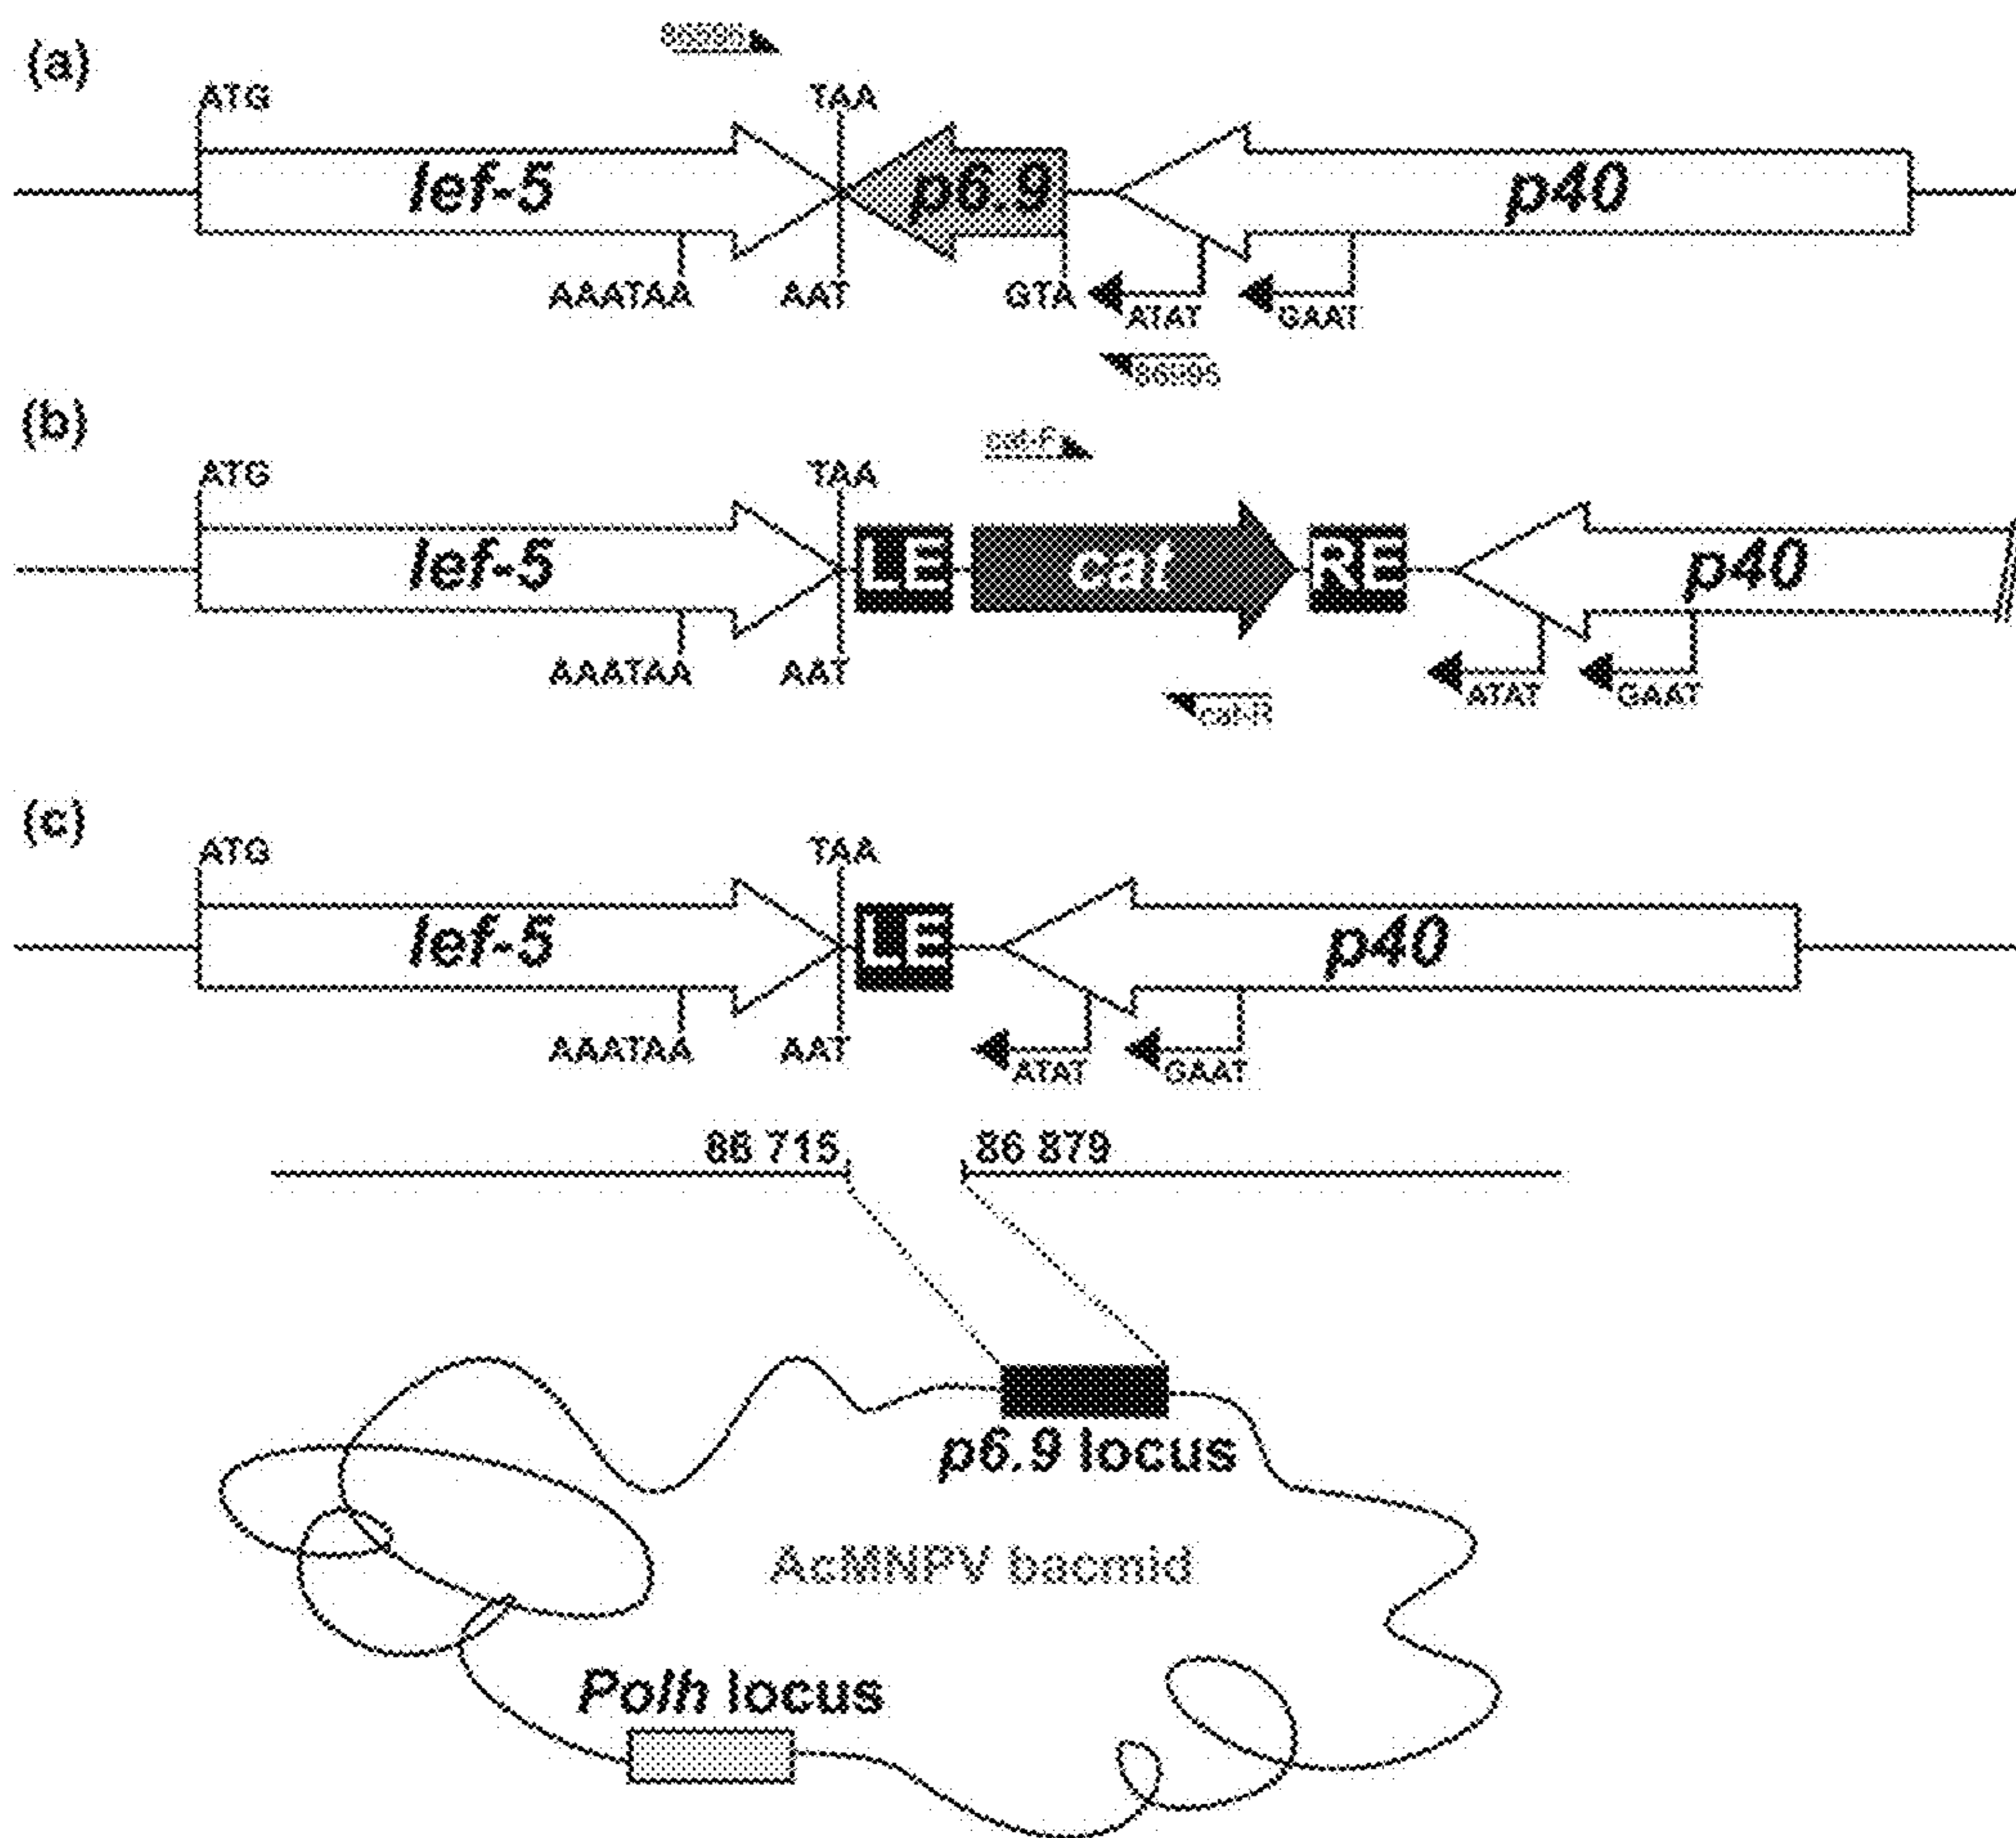 (a)
ATG TAA
lef-5 p6.9 p40
AAATAA AAT GTA
ATAT GAAT
(b)
cat-F
ATG TAA
lef-5 LE cat RE p40
AAATAA AAT
ATAT GAAT
cat-R
(c)
ATG TAA
lef-5 LE p40
AAATAA AAT
ATAT GAAT
86 715 86 879
p6.9 locus
AcMNPV bacmid
Polh locus